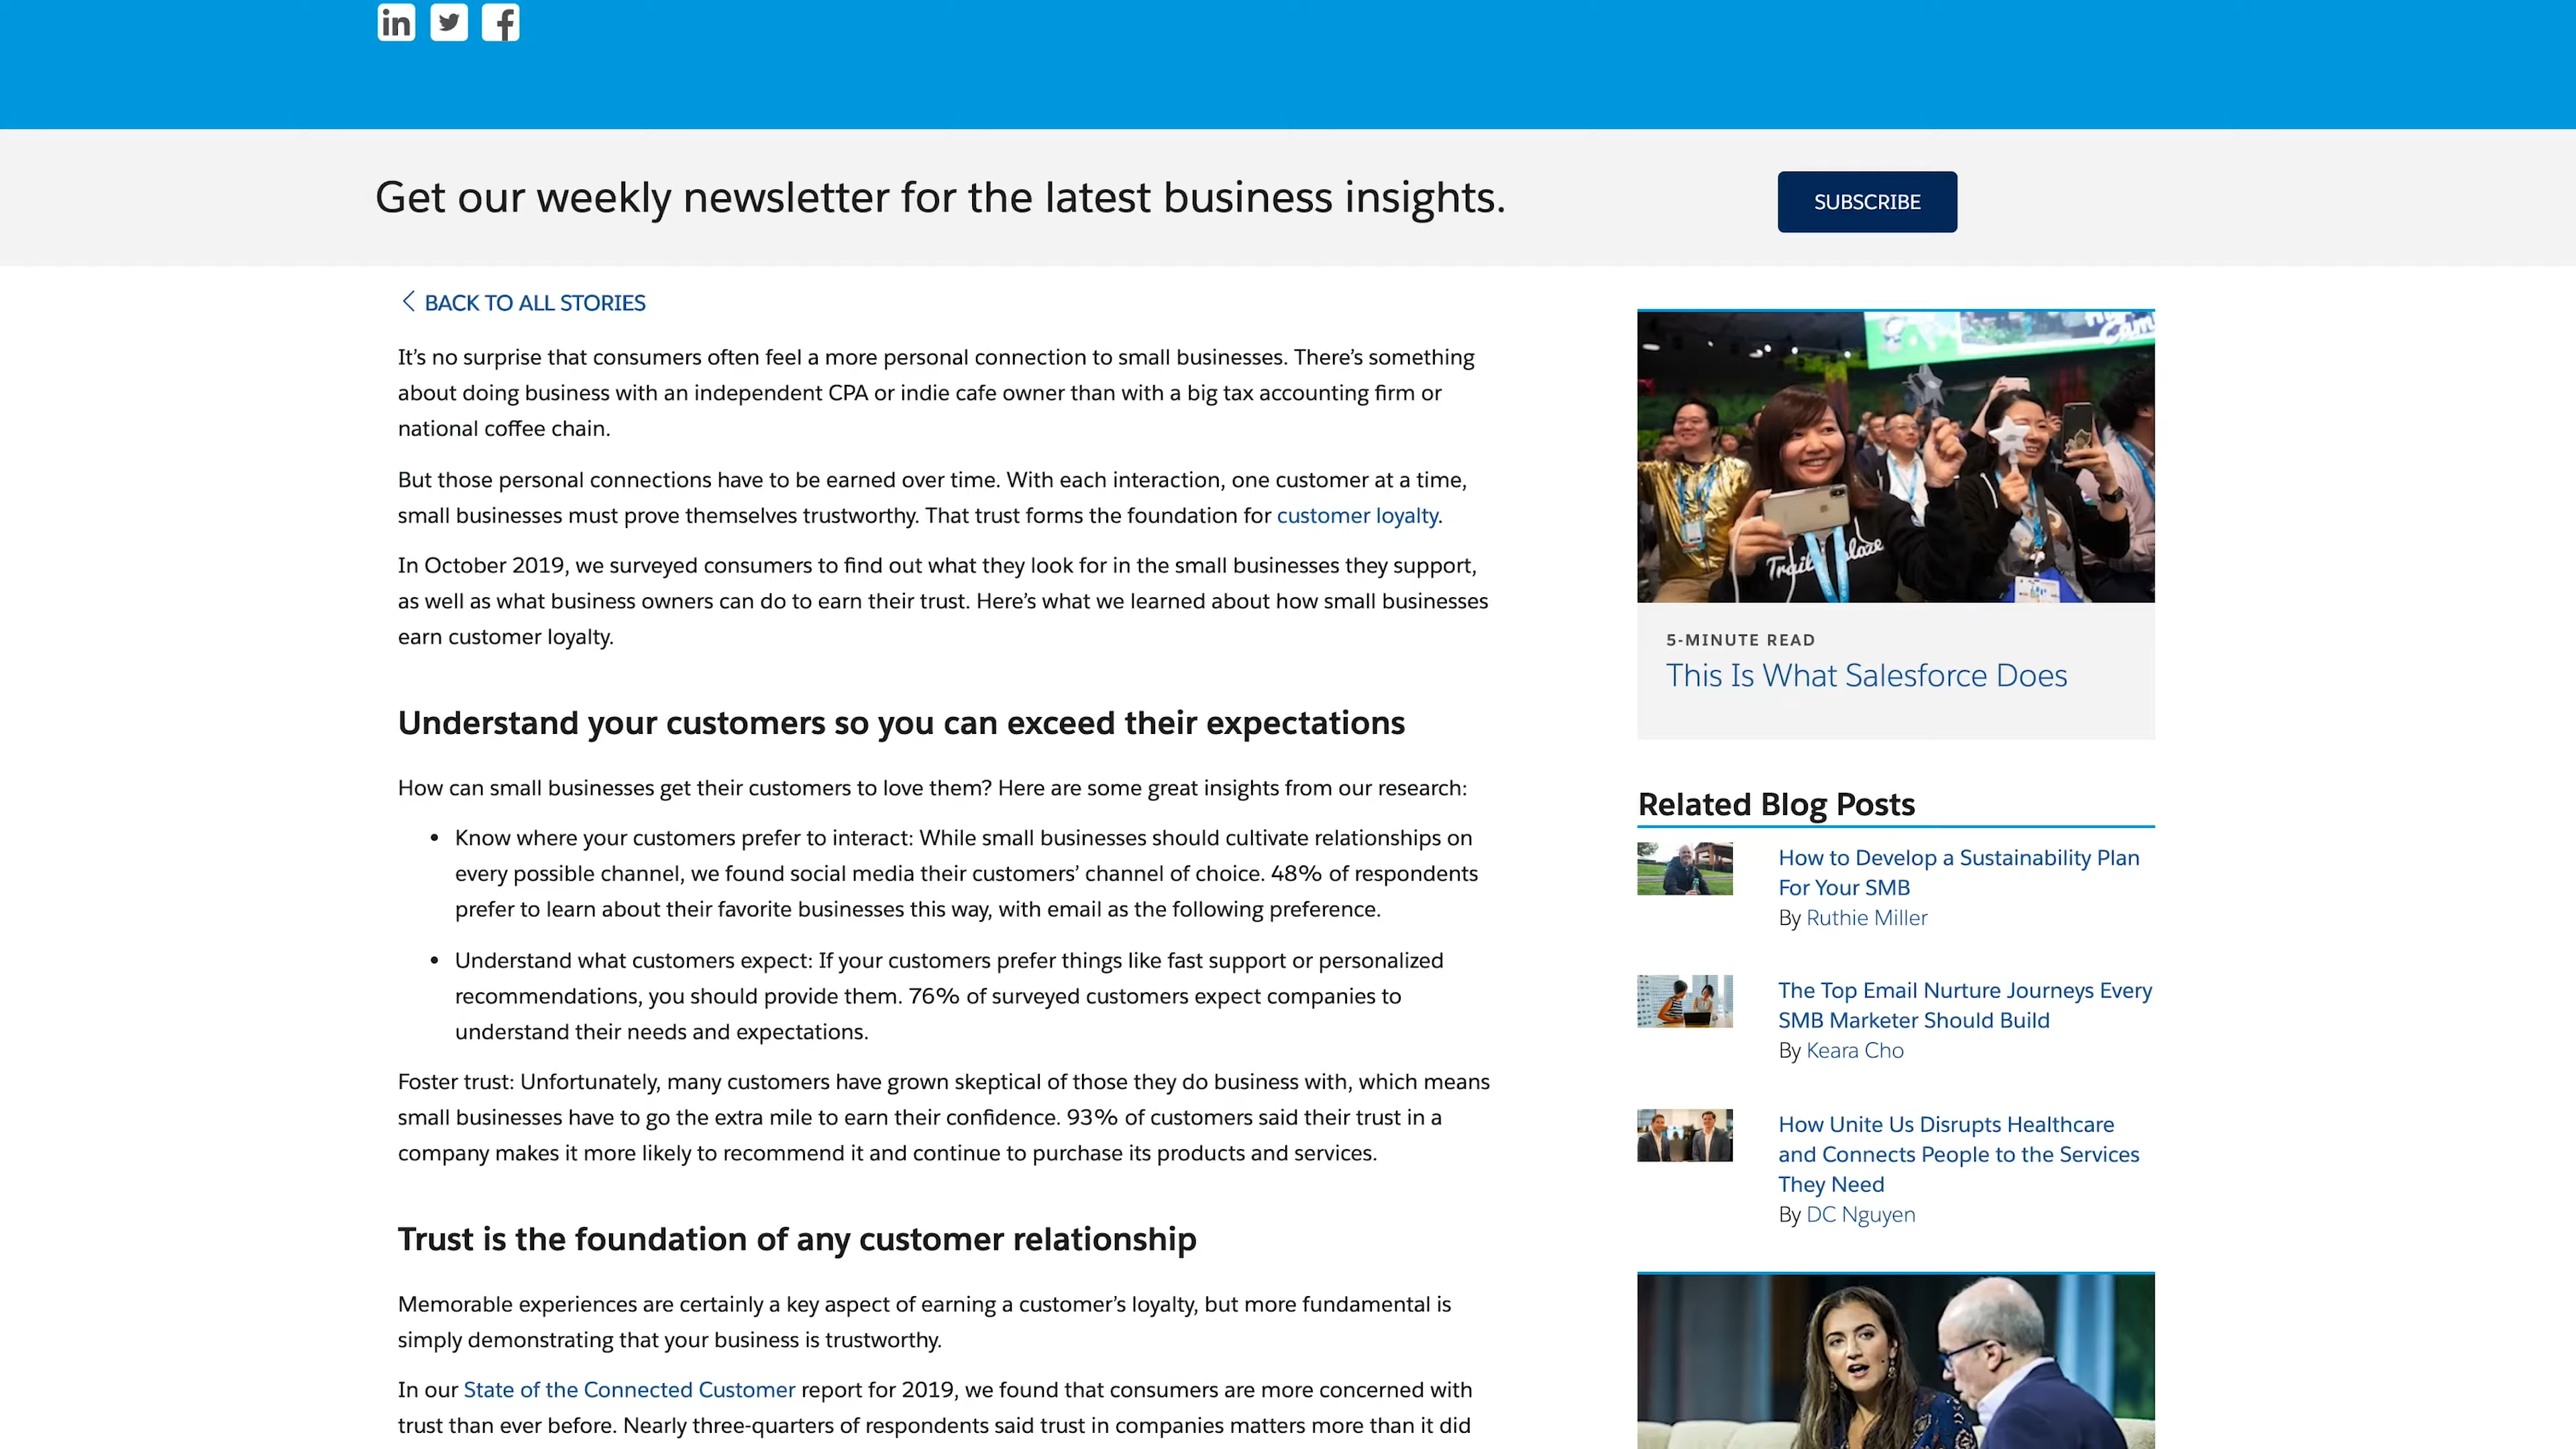 in
f
Get our weekly newsletter for the latest business insights.
SUBSCRIBE
BACK TO ALL STORIES
It’s no surprise that consumers often feel a more personal connection to small businesses. There’s something
about doing business with an independent CPA or indie cafe owner than with a big tax accounting firm or
national coffee chain.
But those personal connections have to be earned over time. With each interaction, one customer at a time,
small businesses must prove themselves trustworthy. That trust forms the foundation for customer loyalty.
In October 2019, we surveyed consumers to find out what they look for in the small businesses they support,
as well as what business owners can do to earn their trust. Here’s what we learned about how small businesses
earn customer loyalty.
Understand your customers so you can exceed their expectations
How can small businesses get their customers to love them? Here are some great insights from our research:
• Know where your customers prefer to interact: While small businesses should cultivate relationships on
every possible channel, we found social media their customers’ channel of choice. 48% of respondents
prefer to learn about their favorite businesses this way, with email as the following preference.
• Understand what customers expect: If your customers prefer things like fast support or personalized
recommendations, you should provide them. 76% of surveyed customers expect companies to
understand their needs and expectations.
Foster trust: Unfortunately, many customers have grown skeptical of those they do business with, which means
small businesses have to go the extra mile to earn their confidence. 93% of customers said their trust in a
company makes it more likely to recommend it and continue to purchase its products and services.
Trust is the foundation of any customer relationship
Memorable experiences are certainly a key aspect of earning a customer’s loyalty, but more fundamental is
simply demonstrating that your business is trustworthy.
In our State of the Connected Customer report for 2019, we found that consumers are more concerned with
trust than ever before. Nearly three-quarters of respondents said trust in companies matters more than it did
5-MINUTE READ
This Is What Salesforce Does
Related Blog Posts
How to Develop a Sustainability Plan
For Your SMB
By Ruthie Miller
The Top Email Nurture Journeys Every
SMB Marketer Should Build
By Keara Cho
How Unite Us Disrupts Healthcare
and Connects People to the Services
They Need
By DC Nguyen